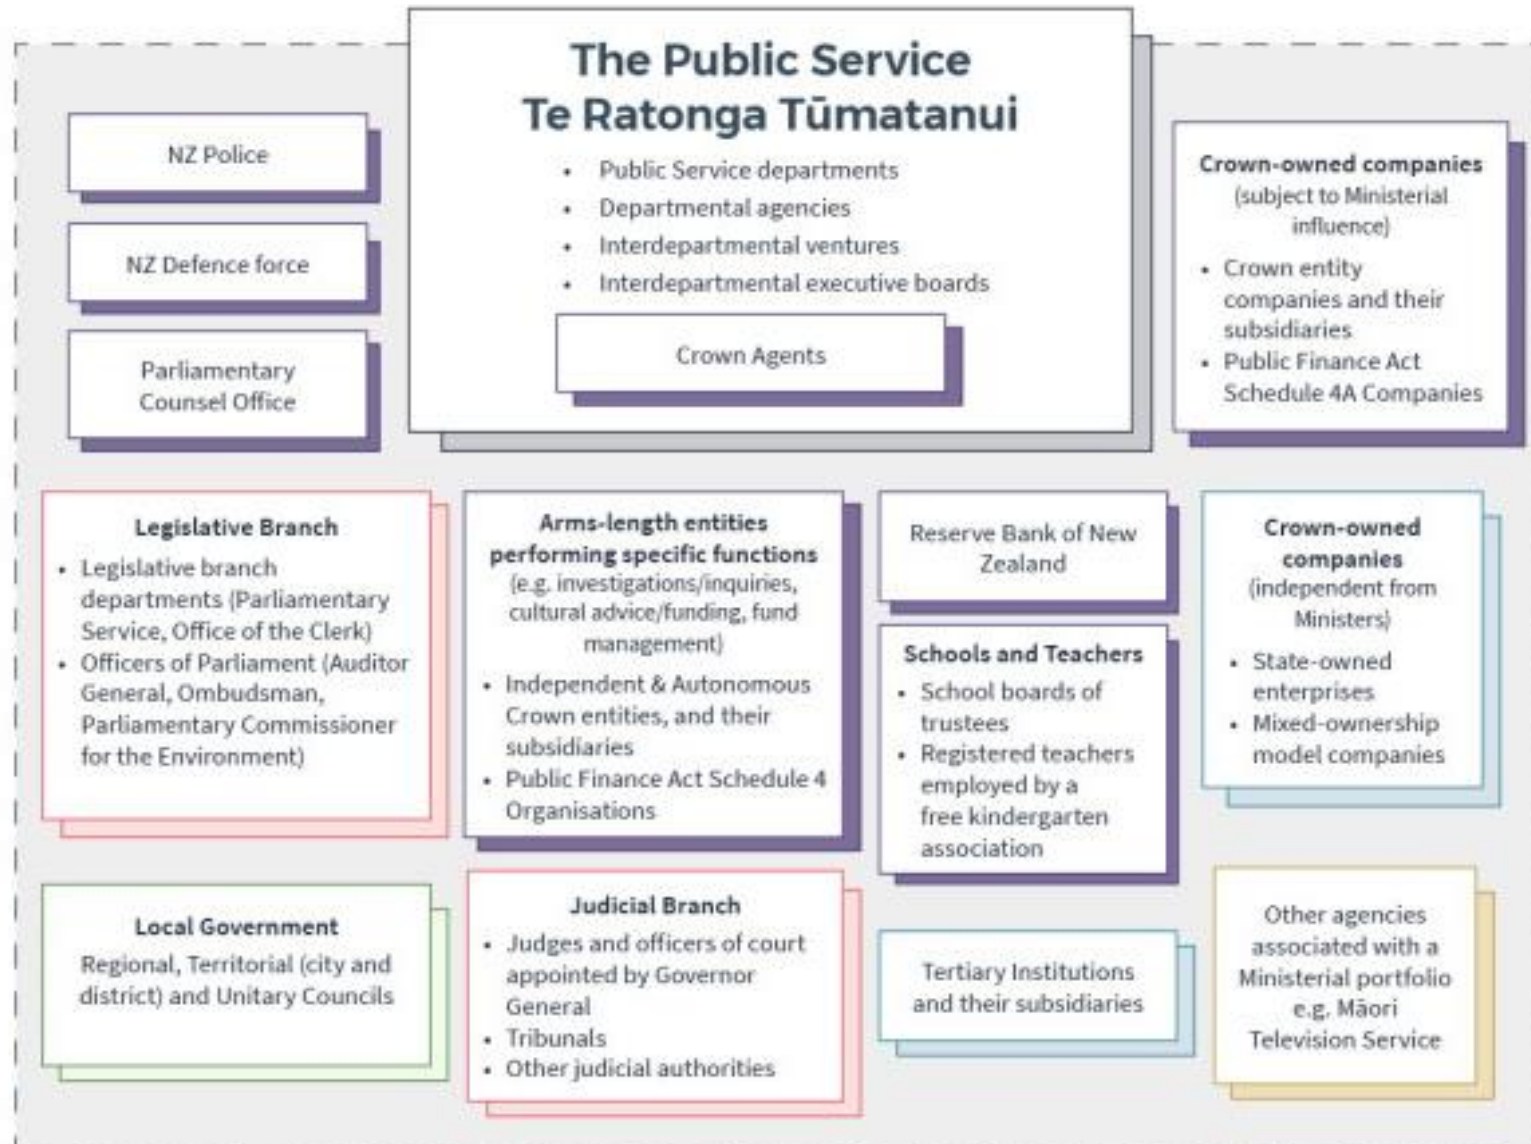 The Public Service
Te Ratonga Tūmatanui
• Public Service departments
• Departmental agencies
• Interdepartmental ventures
• Interdepartmental executive boards
Crown Agents
NZ Police
NZ Defence force
Parliamentary
Counsel Office
Crown-owned companies
(subject to Ministerial
influence)
• Crown entity
companies and their
subsidiaries
• Public Finance Act
Schedule 4A Companies
Legislative Branch
• Legislative branch
departments (Parliamentary
Service, Office of the Clerk)
• Officers of Parliament (Auditor
General, Ombudsman,
Parliamentary Commissioner
for the Environment)
Arms-length entities
performing specific functions
(e.g. investigations/inquiries,
cultural advice/funding, fund
management)
• Independent & Autonomous
Crown entities, and their
subsidiaries
• Public Finance Act Schedule 4
Organisations
Reserve Bank of New
Zealand
Schools and Teachers
• School boards of
trustees
• Registered teachers
employed by a
free kindergarten
association
Crown-owned
companies
(independent from
Ministers)
• State-owned
enterprises
• Mixed-ownership
model companies
Local Government
Regional, Territorial (city and
district) and Unitary Councils
Judicial Branch
• Judges and officers of court
appointed by Governor
General
• Tribunals
• Other judicial authorities
Tertiary Institutions
and their subsidiaries
Other agencies
associated with a
Ministerial portfolio
e.g. Māori
Television Service